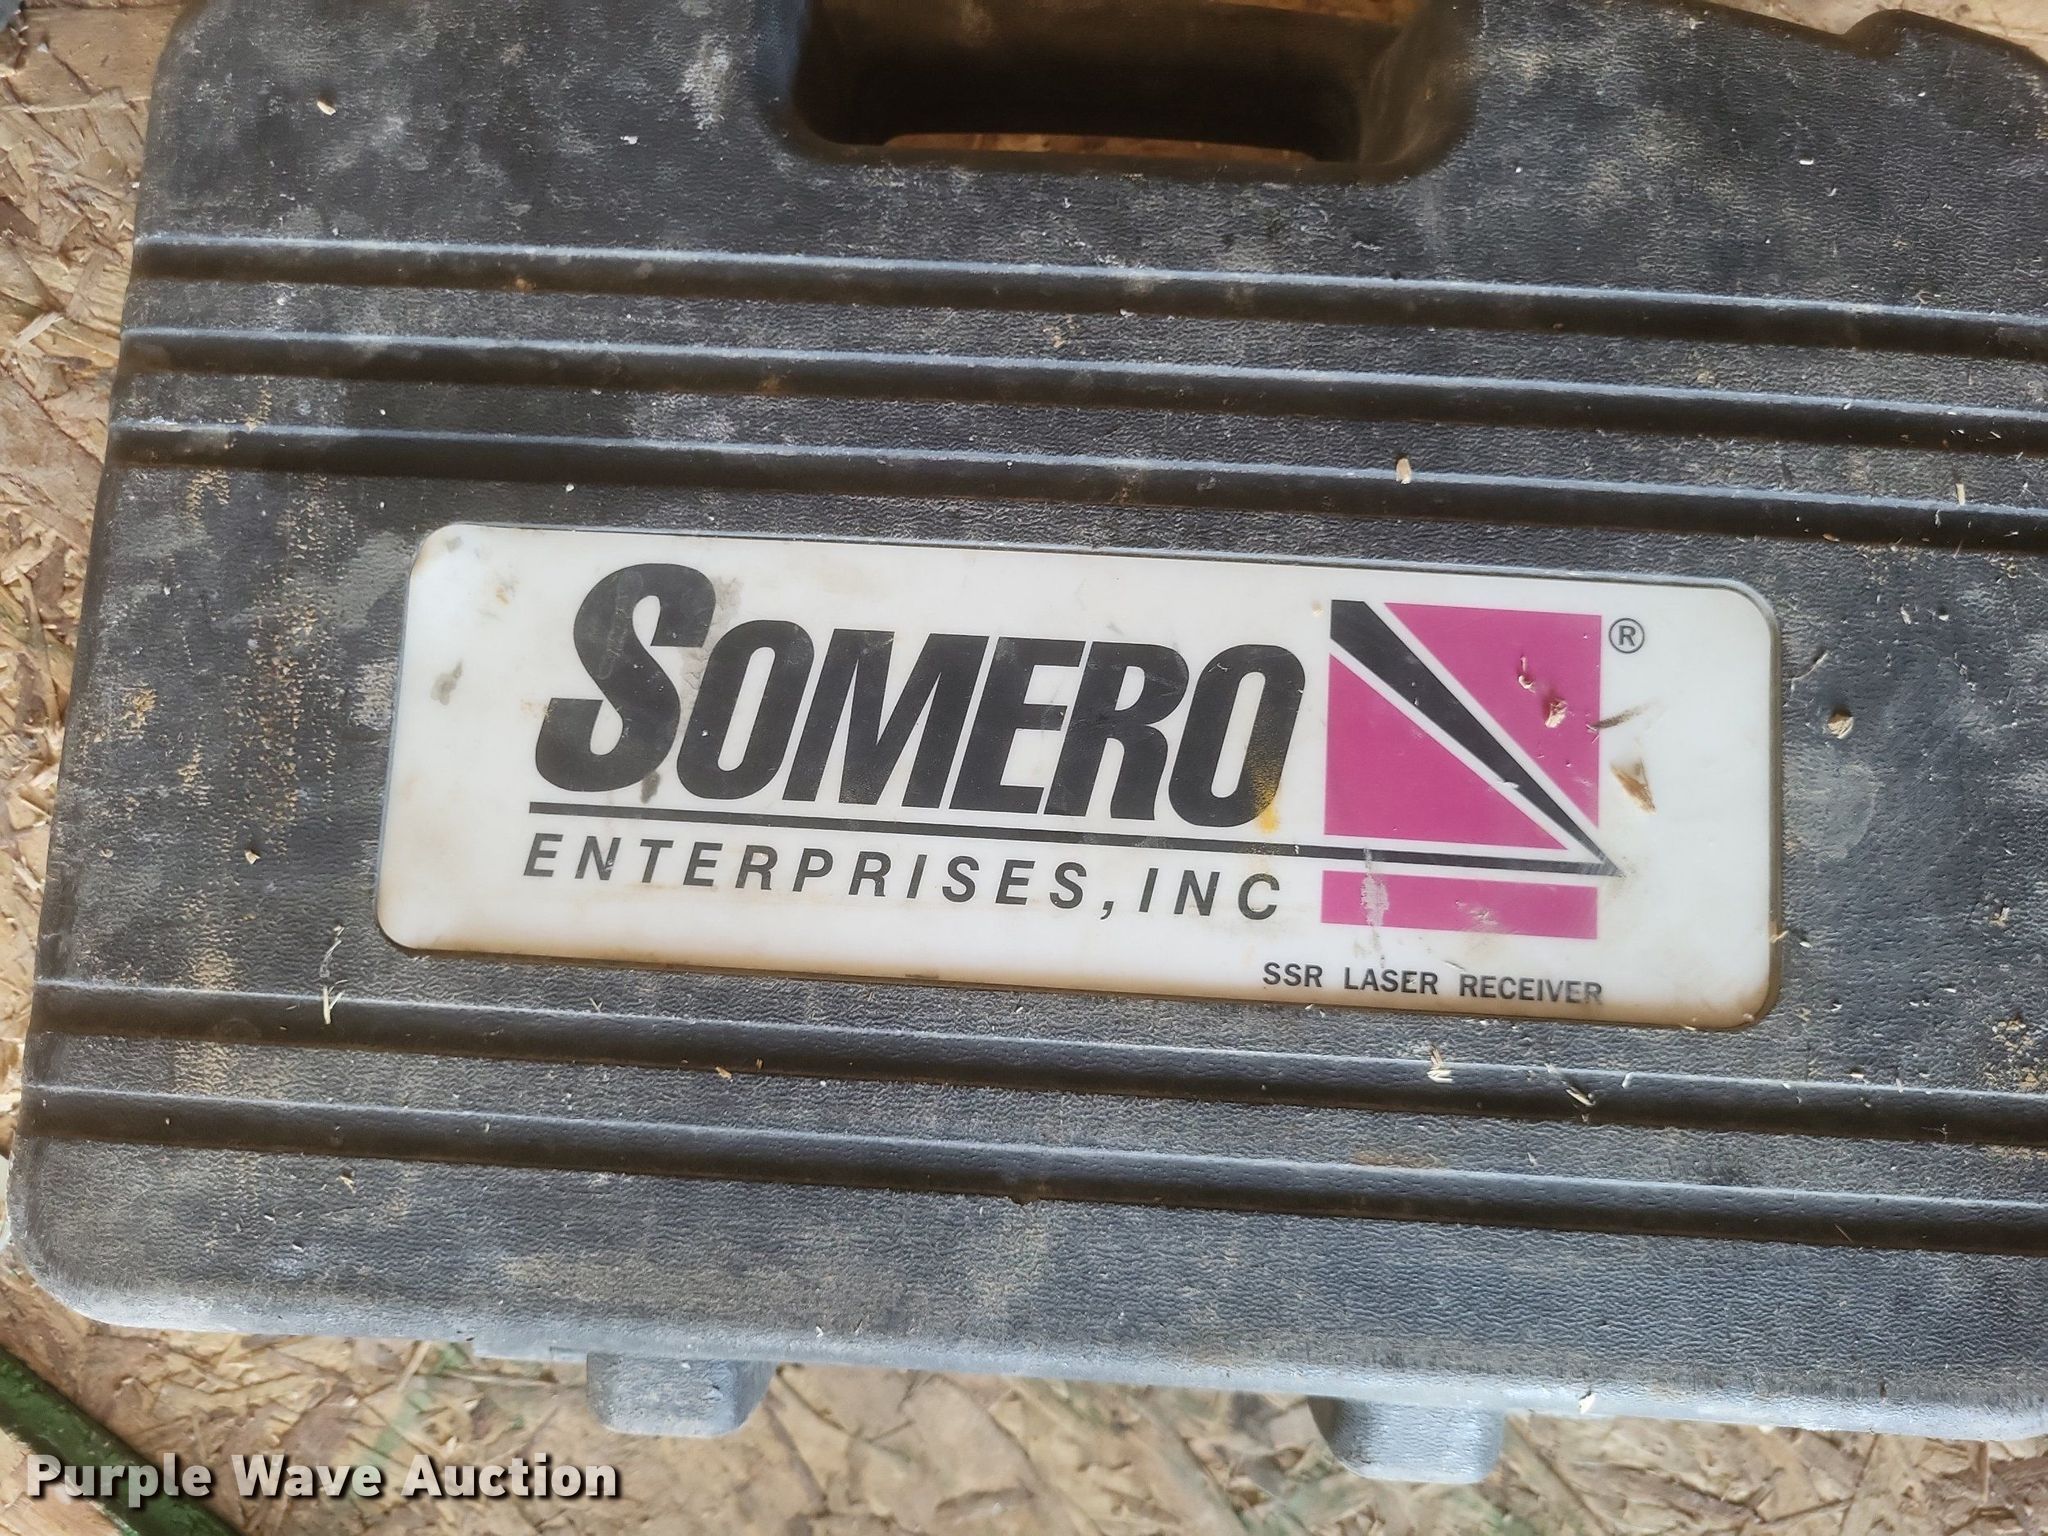 SOMERO ®
ENTERPRISES, INC
SSR LASER RECEIVER
Purple Wave Auction